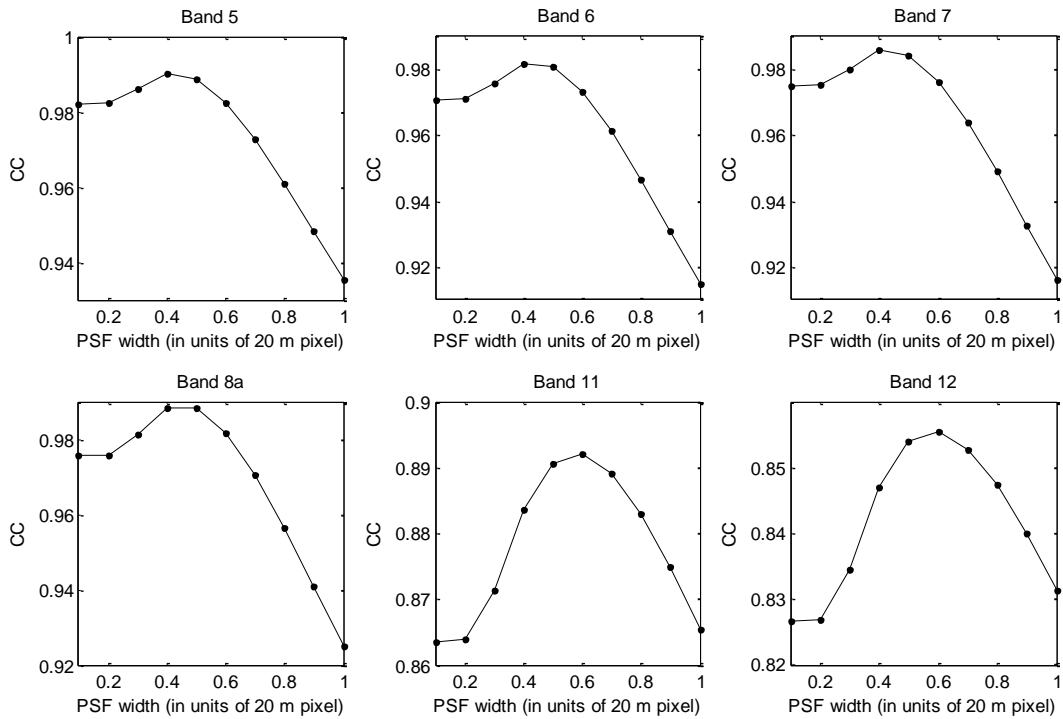 Band 5
1
0.98
0.96
0.94
CC
0.2 0.4 0.6 0.8 1
PSF width (in units of 20 m pixel)
Band 6
0.98
0.96
0.94
0.92
CC
0.2 0.4 0.6 0.8 1
PSF width (in units of 20 m pixel)
Band 7
0.98
0.96
0.94
0.92
CC
0.2 0.4 0.6 0.8 1
PSF width (in units of 20 m pixel)
Band 8a
0.98
0.96
0.94
0.92
CC
0.2 0.4 0.6 0.8 1
PSF width (in units of 20 m pixel)
Band 11
0.9
0.89
0.88
0.87
0.86
CC
0.2 0.4 0.6 0.8 1
PSF width (in units of 20 m pixel)
Band 12
0.85
0.84
0.83
0.82
CC
0.2 0.4 0.6 0.8 1
PSF width (in units of 20 m pixel)